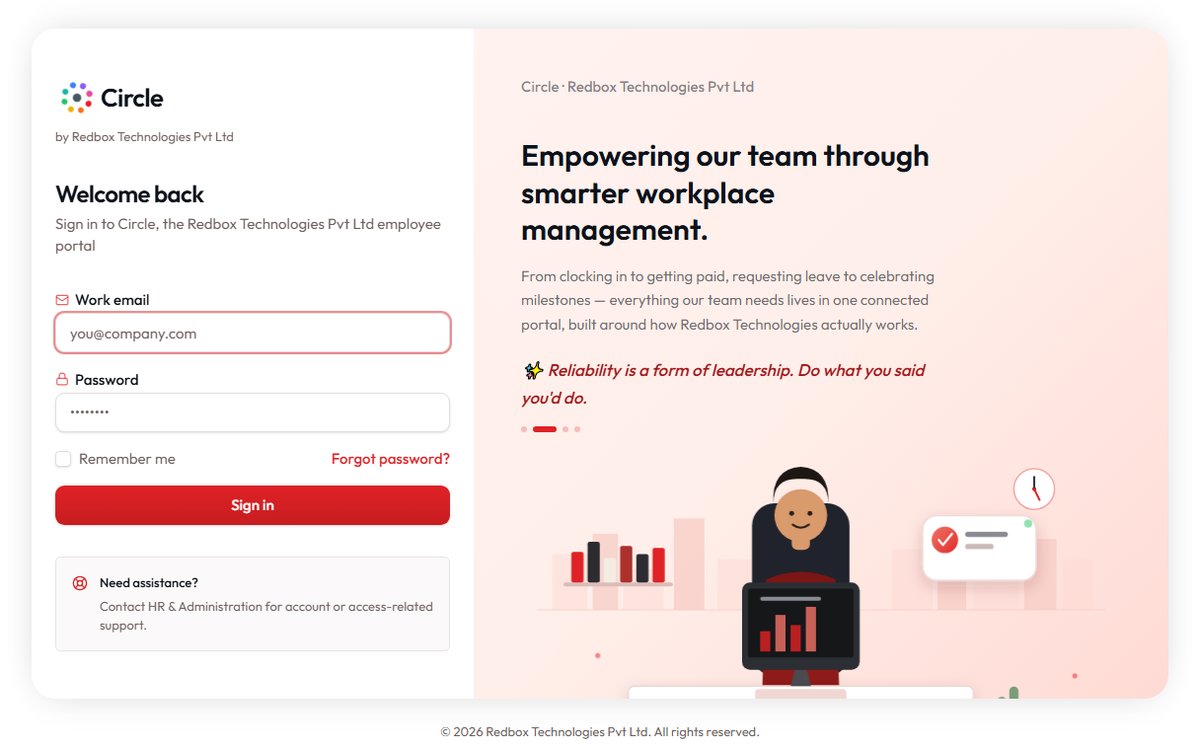 Circle
by Redbox Technologies Pvt Ltd
Welcome back
Sign in to Circle, the Redbox Technologies Pvt Ltd employee
portal
Work email
you@company.com
Password
••••••••
Remember me
Forgot password?
Sign in
Need assistance?
Contact HR & Administration for account or access-related
support.
Circle · Redbox Technologies Pvt Ltd
Empowering our team through
smarter workplace
management.
From clocking in to getting paid, requesting leave to celebrating
milestones — everything our team needs lives in one connected
portal, built around how Redbox Technologies actually works.
✨ Reliability is a form of leadership. Do what you said
you'd do.
© 2026 Redbox Technologies Pvt Ltd. All rights reserved.